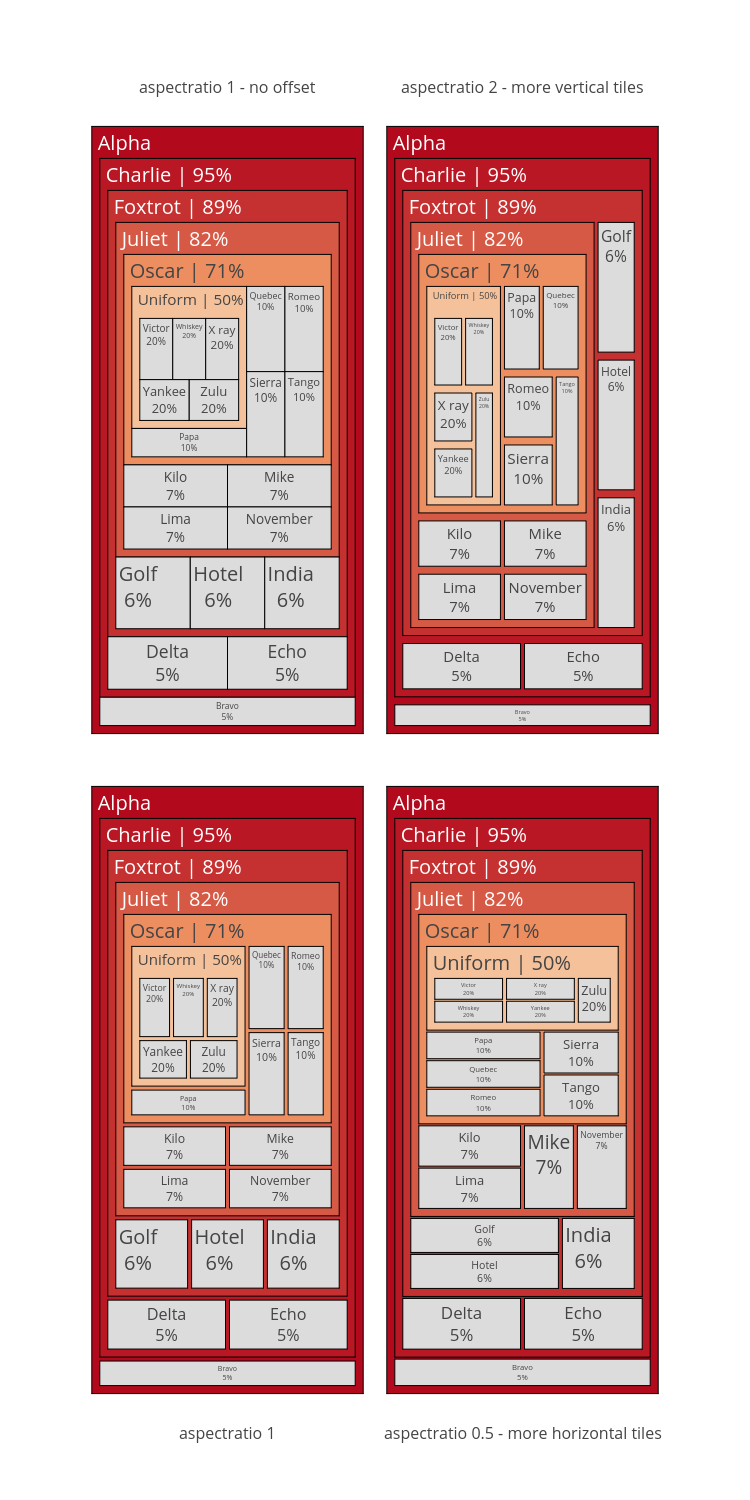 aspectratio 1 - no offset
aspectratio 2 - more vertical tiles
Alpha
Charlie | 95%
Foxtrot | 89%
Juliet | 82%
Oscar | 71%
Uniform | 50%
Victor
20%
Whiskey
20%
X ray
20%
Yankee
20%
Zulu
20%
Quebec
10%
Romeo
10%
Sierra
10%
Tango
10%
Papa
10%
Kilo
7%
Mike
7%
Lima
7%
November
7%
Golf
6%
Hotel
6%
India
6%
Delta
5%
Echo
5%
Bravo
5%
Alpha
Charlie | 95%
Foxtrot | 89%
Juliet | 82%
Oscar | 71%
Uniform | 50%
Victor
20%
Whiskey
20%
X ray
20%
Zulu
20%
Yankee
20%
Papa
10%
Quebec
10%
Romeo
10%
Tango
10%
Sierra
10%
Kilo
7%
Mike
7%
Lima
7%
November
7%
Golf
6%
Hotel
6%
India
6%
Delta
5%
Echo
5%
Bravo
5%
Alpha
Charlie | 95%
Foxtrot | 89%
Juliet | 82%
Oscar | 71%
Uniform | 50%
Victor
20%
Whiskey
20%
X ray
20%
Yankee
20%
Zulu
20%
Quebec
10%
Romeo
10%
Sierra
10%
Tango
10%
Papa
10%
Kilo
7%
Mike
7%
Lima
7%
November
7%
Golf
6%
Hotel
6%
India
6%
Delta
5%
Echo
5%
Bravo
5%
Alpha
Charlie | 95%
Foxtrot | 89%
Juliet | 82%
Oscar | 71%
Uniform | 50%
Victor
20%
X ray
20%
Zulu
20%
Whiskey
20%
Yankee
20%
Papa
10%
Quebec
10%
Romeo
10%
Sierra
10%
Tango
10%
Kilo
7%
Lima
7%
Mike
7%
November
7%
Golf
6%
Hotel
6%
India
6%
Delta
5%
Echo
5%
Bravo
5%
aspectratio 1
aspectratio 0.5 - more horizontal tiles